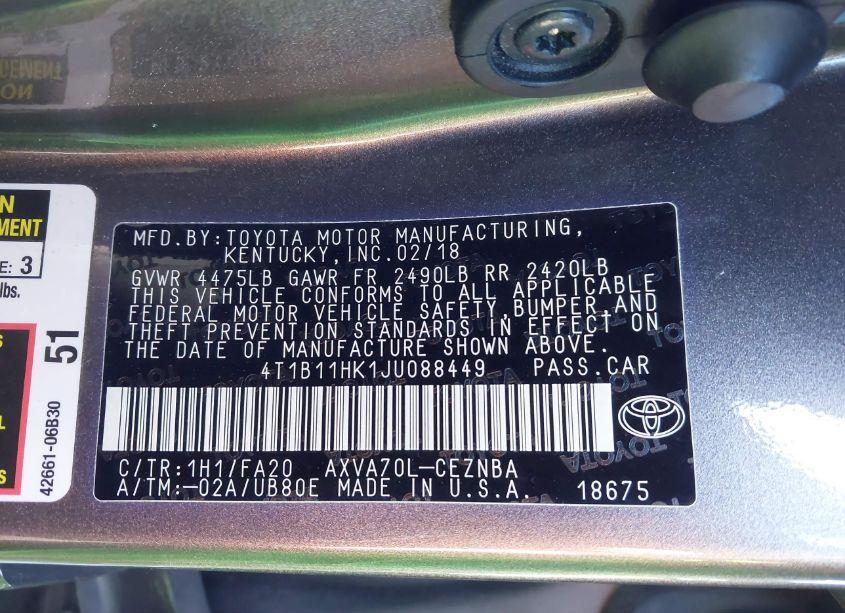 MFD.BY:TOYOTA MOTOR MANUFACTURING,
KENTUCKY,INC.02/18
GVWR 4475LB GAWR FR 2490LB RR 2420LB
THIS VEHICLE CONFORMS TO ALL APPLICABLE
FEDERAL MOTOR VEHICLE SAFETY,BUMPER,AND
THEFT PREVENTION STANDARDS IN EFFECT ON
THE DATE OF MANUFACTURE SHOWN ABOVE.
4T1B11HK1JU088449 PASS.CAR
C/TR:1H1/FA20 AXVA70L-CEZNBA
A/TM:-02A/UB80E MADE IN U.S.A. 18675
N
MENT
E: 3
lbs.
S
L
S
51
42661-06B30
TOYOTA